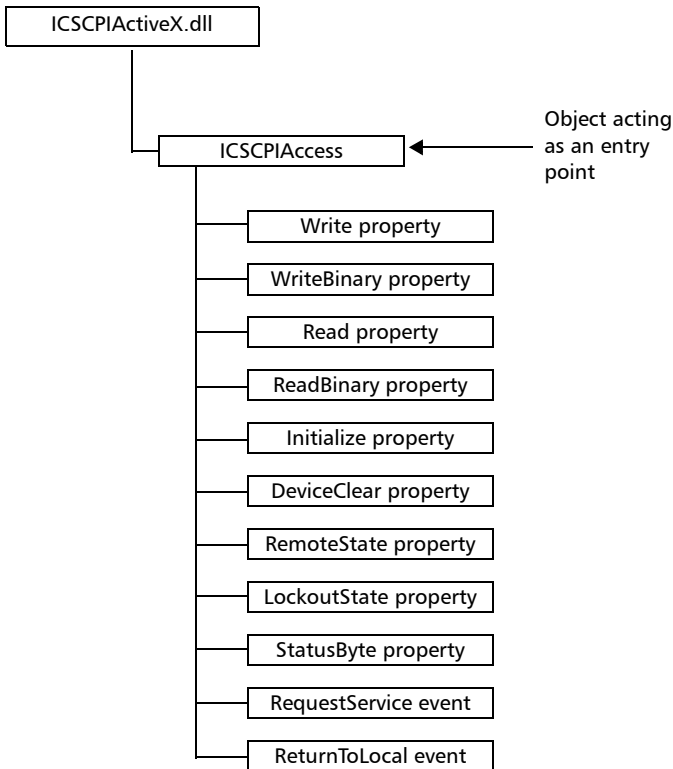 ICSCPIActiveX.dll
Object acting
as an entry
point
ICSCPIAccess
Write property
WriteBinary property
Read property
ReadBinary property
Initialize property
DeviceClear property
RemoteState property
LockoutState property
StatusByte property
RequestService event
ReturnToLocal event